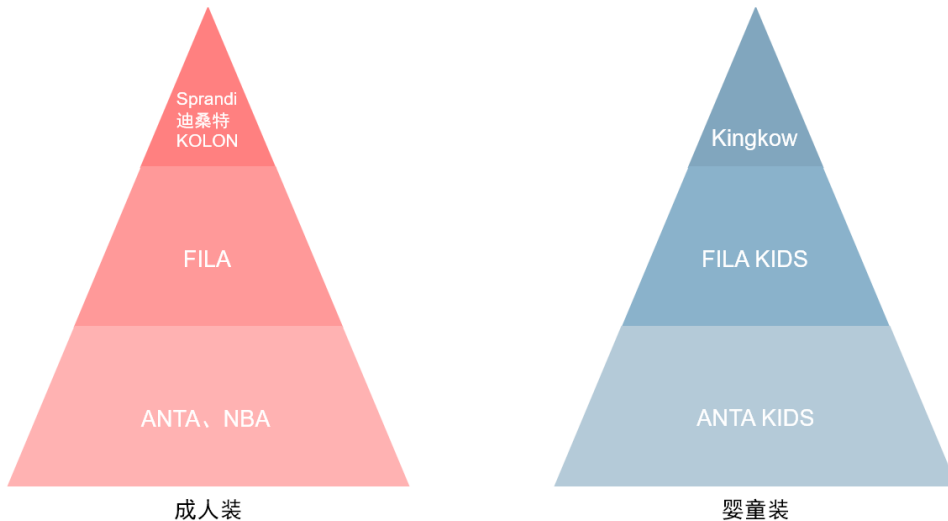 Sprandi
迪桑特
KOLON
FILA
ANTA、NBA
成人装
Kingkow
FILA KIDS
ANTA KIDS
婴童装